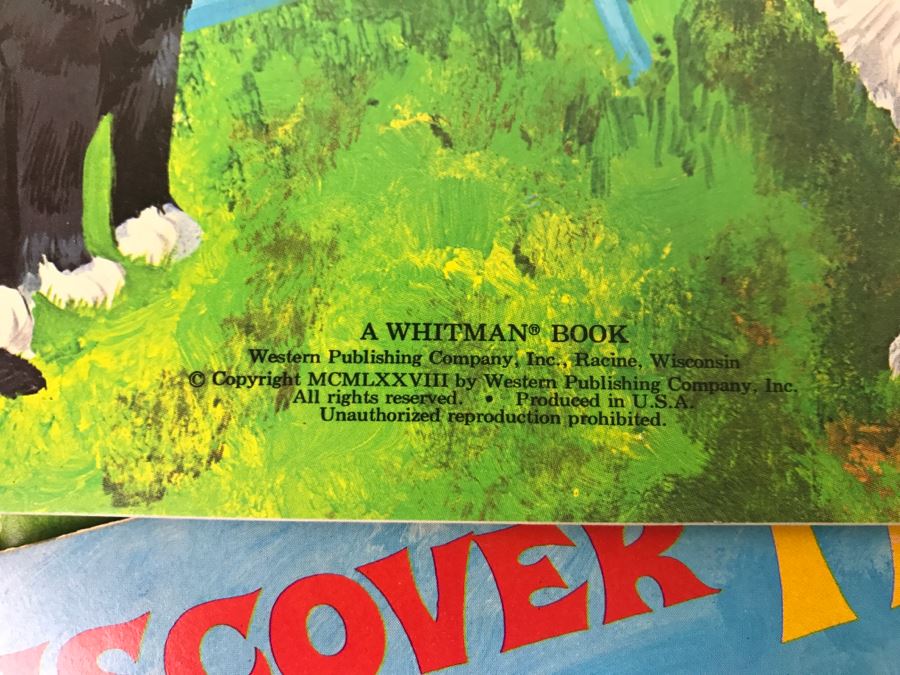 A WHITMAN® BOOK
Western Publishing Company, Inc., Racine, Wisconsin
© Copyright MCMLXXVIII by Western Publishing Company, Inc.
All rights reserved. • Produced in U.S.A.
Unauthorized reproduction prohibited.
SCOVER